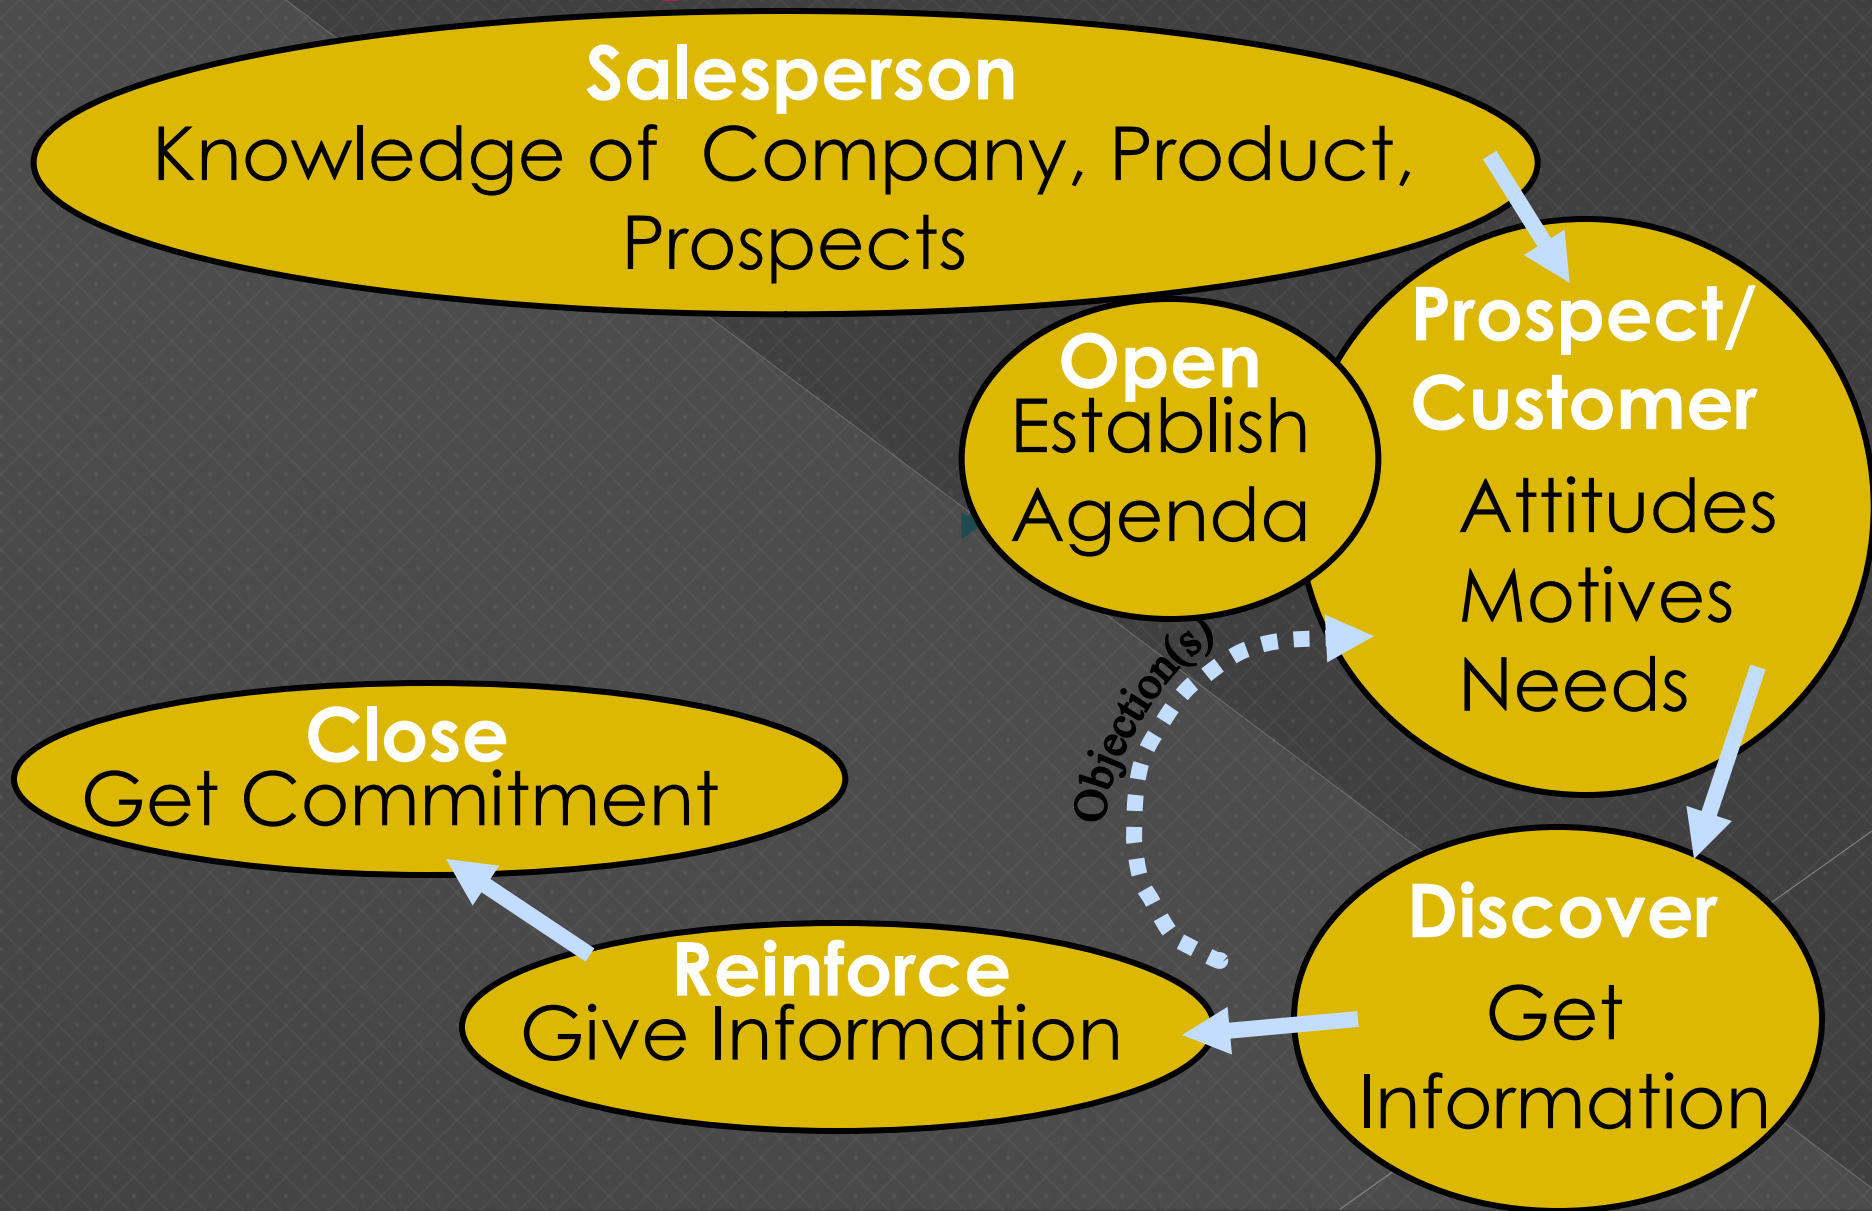 Salesperson
Knowledge of Company, Product,
Prospects
Open
Establish
Agenda
Prospect/
Customer
Attitudes
Motives
Needs
Objection(s)
Discover
Get
Information
Reinforce
Give Information
Close
Get Commitment